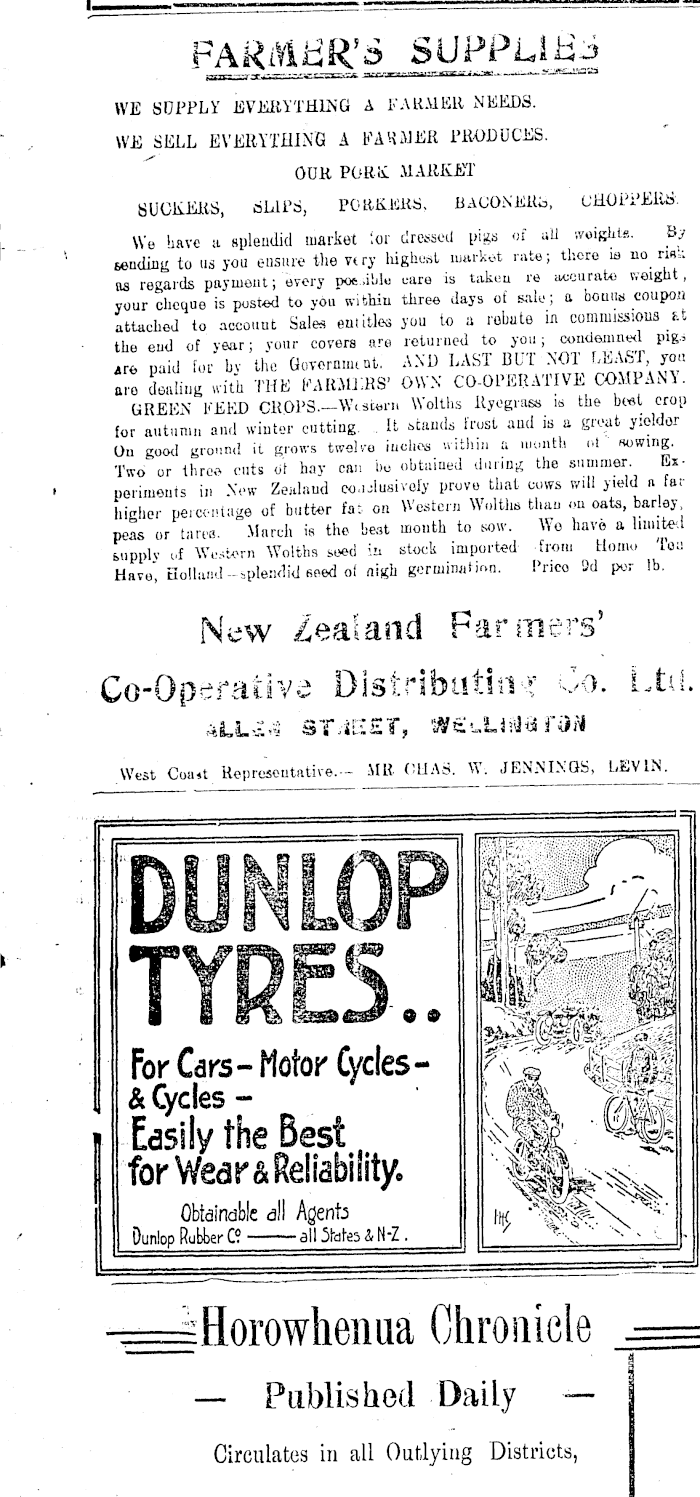 FARMER'S SUPPLIES
WE SUPPLY EVERYTHING A FARMER NEEDS.
WE SELL EVERYTHING A FARMER PRODUCES.
OUR PORK MARKET
SUCKERS, SLIPS, PORKERS, BACONERS, CHOPPERS.
We have a splendid market for dressed pigs of all weights. By
sending to us you ensure the very highest market rate; there is no risk
as regards payment; every possible care is taken re accurate weight,
your cheque is posted to you within three days of sale; a bonus coupon
attached to account Sales entitles you to a rebate in commissions at
the end of year; your covers are returned to you; condemned pigs
are paid for by the Government. AND LAST BUT NOT LEAST, you
are dealing with THE FARMERS' OWN CO-OPERATIVE COMPANY.
GREEN FEED CROPS.—Western Wolths Ryegrass is the best crop
for autumn and winter cutting. It stands frost and is a great yielder
On good ground it grows twelve inches within a month of sowing.
Two or three cuts of hay can be obtained during the summer. Ex-
periments in New Zealand conclusively prove that cows will yield a far
higher percentage of butter fat on Western Wolths than on oats, barley,
peas or tares. March is the best month to sow. We have a limited
supply of Western Wolths seed in stock imported from Home Ten
Have, Holland—splendid seed of high germination. Price 9d per lb.
New Zealand Farmers'
Co-Operative Distributing Co. Ltd.
ALLEN STREET, WELLINGTON
West Coast Representative.— MR CHAS. W. JENNINGS, LEVIN.
DUNLOP
TYRES..
For Cars – Motor Cycles –
& Cycles –
Easily the Best
for Wear & Reliability.
Obtainable all Agents
Dunlop Rubber Co —— all States & N-Z.
Horowhenua Chronicle
— Published Daily —
Circulates in all Outlying Districts,